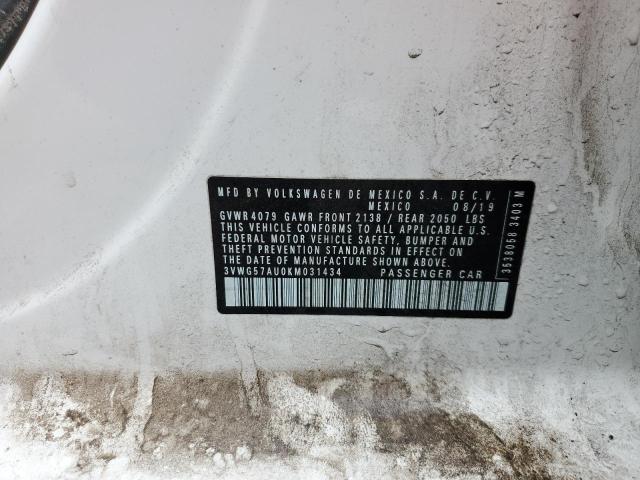 MFD BY VOLKSWAGEN DE MEXICO S.A. DE C.V.
MEXICO 08/19
GVWR 4079 GAWR FRONT 2138 / REAR 2050 LBS
THIS VEHICLE CONFORMS TO ALL APPLICABLE U.S.
FEDERAL MOTOR VEHICLE SAFETY, BUMPER AND
THEFT PREVENTION STANDARDS IN EFFECT ON
THE DATE OF MANUFACTURE SHOWN ABOVE.
3VWG57AU0KM031434 PASSENGER CAR
3538058 3403 M